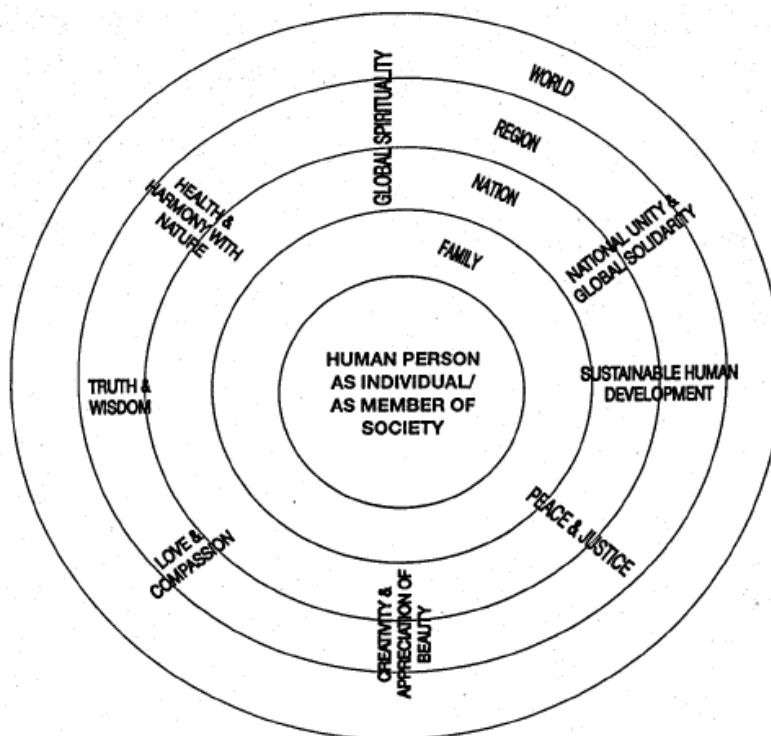 WORLD
REGION
NATION
FAMILY
GLOBAL SPIRITUALITY
HEALTH &
HARMONY WITH
NATURE
NATIONAL UNITY &
GLOBAL SOLIDARITY
HUMAN PERSON
AS INDIVIDUAL/
AS MEMBER OF
SOCIETY
TRUTH &
WISDOM
SUSTAINABLE HUMAN
DEVELOPMENT
LOVE &
COMPASSION
PEACE & JUSTICE
CREATIVITY &
APPRECIATION OF
BEAUTY